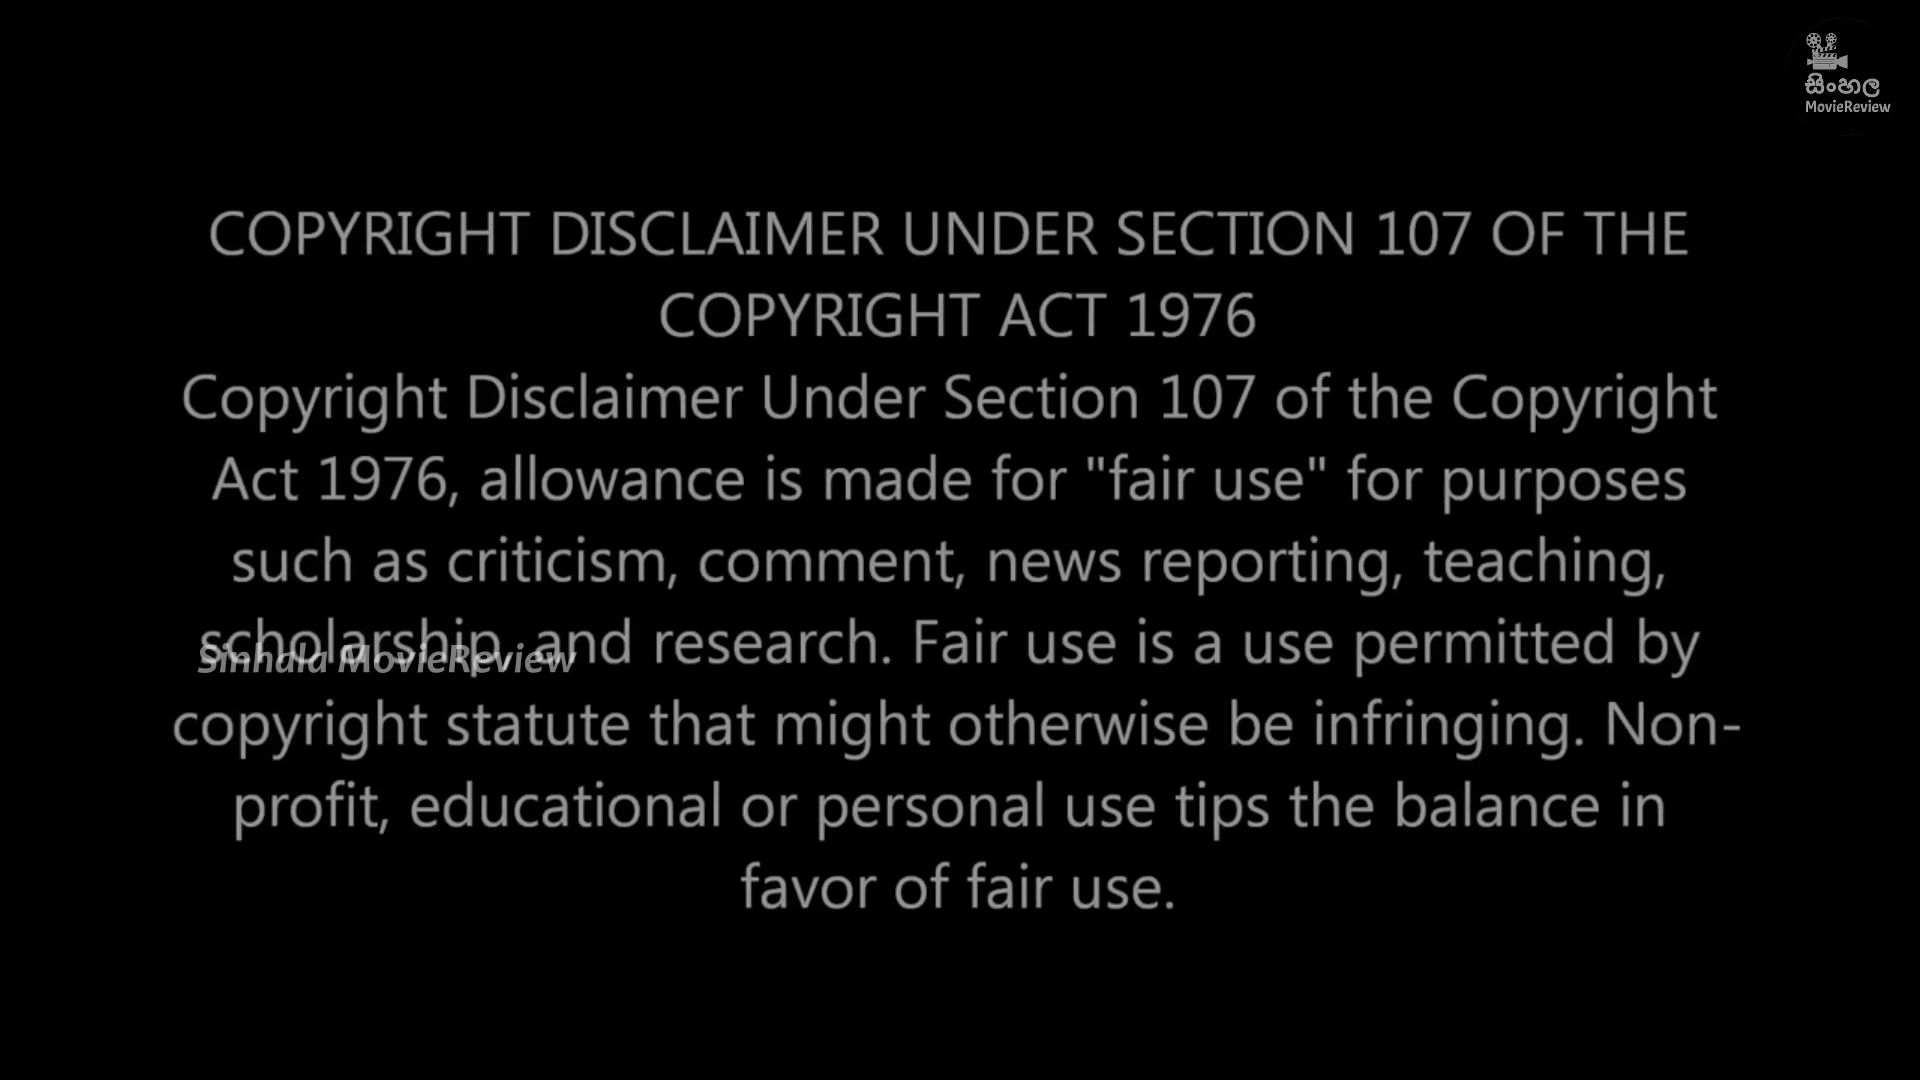 සිංහල
MovieReview
COPYRIGHT DISCLAIMER UNDER SECTION 107 OF THE
COPYRIGHT ACT 1976
Copyright Disclaimer Under Section 107 of the Copyright
Act 1976, allowance is made for "fair use" for purposes
such as criticism, comment, news reporting, teaching,
scholarship, and research. Fair use is a use permitted by
Sinhala MovieReview
copyright statute that might otherwise be infringing. Non-
profit, educational or personal use tips the balance in
favor of fair use.